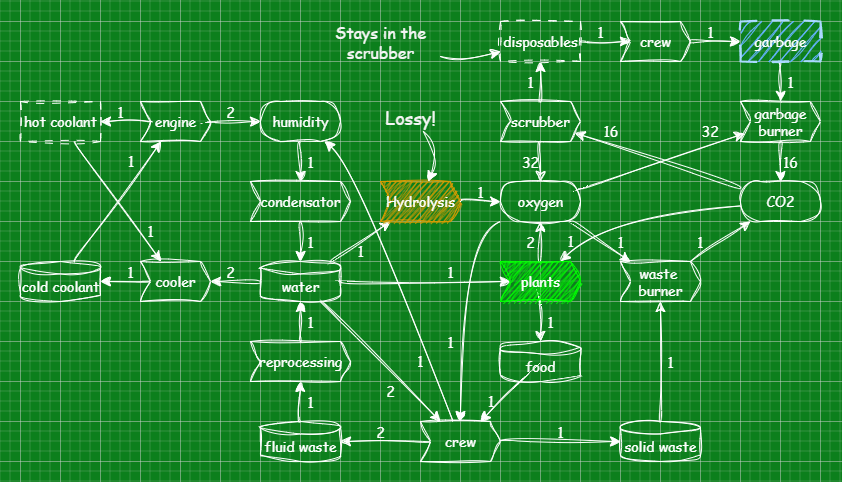 Stays in the
scrubber
disposables
1
crew
1
garbage
1
1
hot coolant
1
engine
2
humidity
Lossy!
scrubber
16
32
garbage
burner
1
1
32
16
condensator
Hydrolysis
1
oxygen
CO2
1
1
1
2
1
1
1
cold coolant
1
cooler
2
water
1
plants
waste
burner
1
1
1
reprocessing
1
food
1
2
1
1
fluid waste
2
crew
1
solid waste